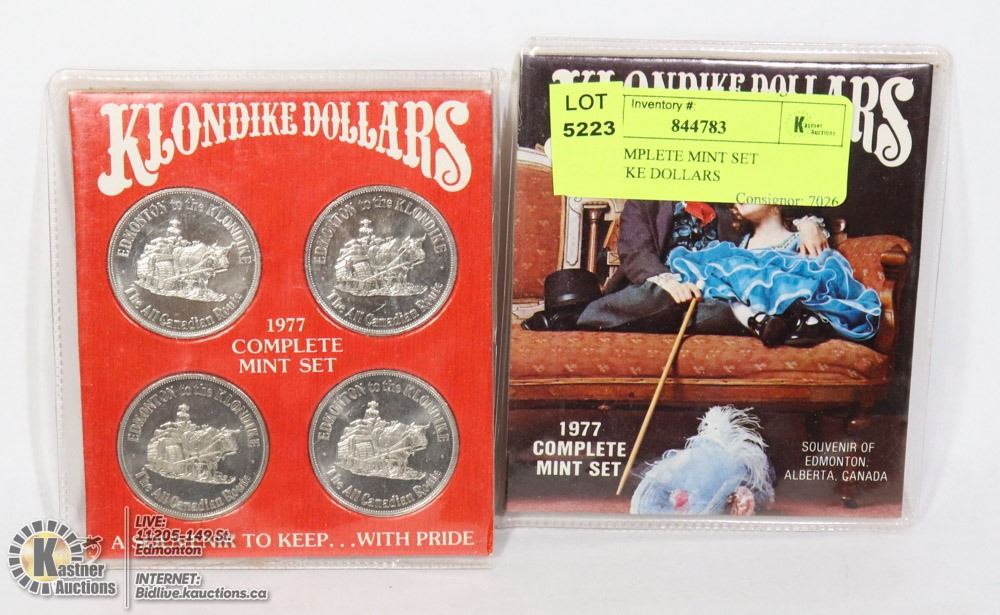 KLONDIKE DOLLARS
EDMONTON to the KLONDIKE
The All Canadian Route
EDMONTON to the KLONDIKE
The All Canadian Route
1977
COMPLETE
MINT SET
EDMONTON to the KLONDIKE
The All Canadian Route
EDMONTON to the KLONDIKE
The All Canadian Route
A SOUVENIR TO KEEP...WITH PRIDE
KLONDIKE DOLLARS
LOT
5223
Inventory #:
844783
Kastner
Auctions
MPLETE MINT SET
KE DOLLARS
Consignor: 7026
1977
COMPLETE
MINT SET
SOUVENIR OF
EDMONTON,
ALBERTA, CANADA
Kastner
Auctions
LIVE:
11205-149 St.
Edmonton
INTERNET:
Bidlive.kauctions.ca